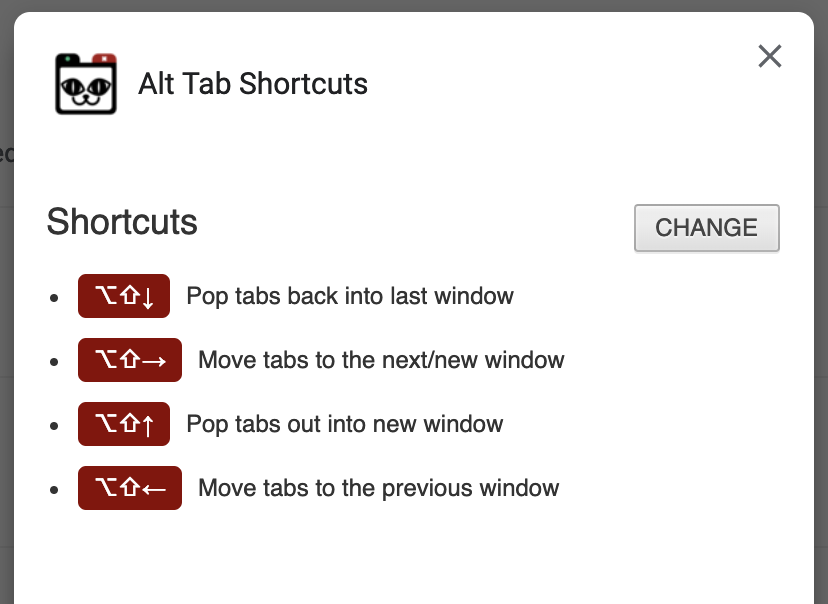 Alt Tab Shortcuts
Shortcuts
CHANGE
⌥⇧↓ Pop tabs back into last window
⌥⇧→ Move tabs to the next/new window
⌥⇧↑ Pop tabs out into new window
⌥⇧← Move tabs to the previous window